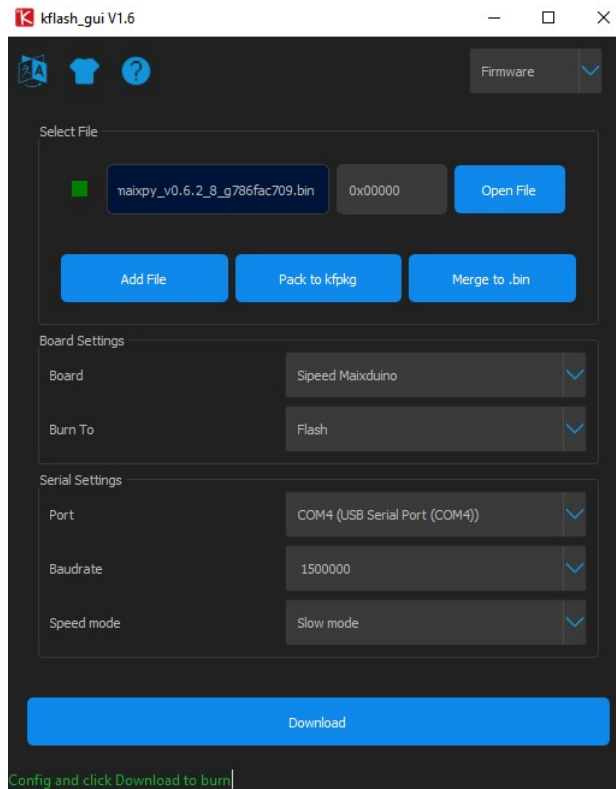 kflash_gui V1.6
Firmware
Select File
maixpy_v0.6.2_8_g786fac709.bin 0x00000 Open File
Add File Pack to kfpkg Merge to .bin
Board Settings
Board Sipeed Maixduino
Burn To Flash
Serial Settings
Port COM4 (USB Serial Port (COM4))
Baudrate 1500000
Speed mode Slow mode
Download
Config and click Download to burn